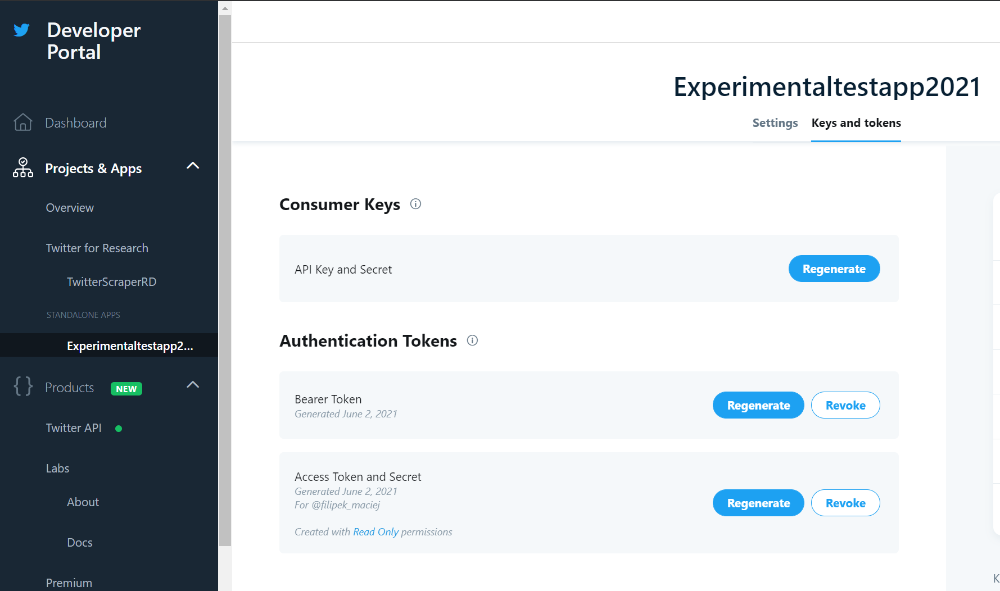 Developer
Portal
Dashboard
Projects & Apps
Overview
Twitter for Research
TwitterScraperRD
STANDALONE APPS
Experimentaltestapp2...
Products NEW
Twitter API
Labs
About
Docs
Premium
Experimentaltestapp2021
Settings Keys and tokens
Consumer Keys
API Key and Secret Regenerate
Authentication Tokens
Bearer Token
Generated June 2, 2021
Regenerate Revoke
Access Token and Secret
Generated June 2, 2021
For @filipek_maciej
Regenerate Revoke
Created with Read Only permissions
K